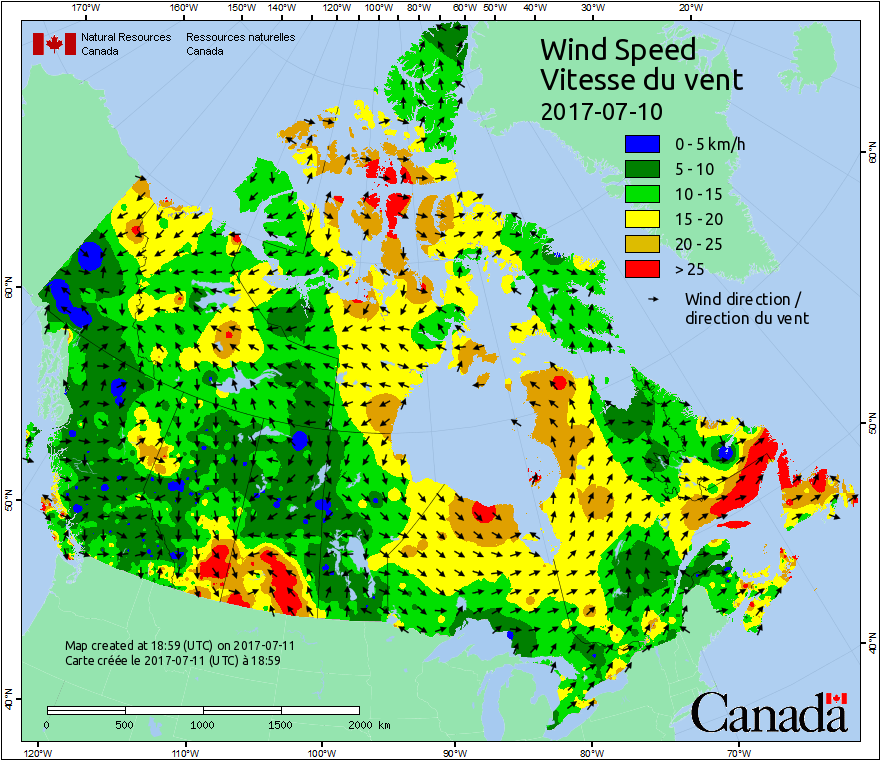 170°W 160°W 150°W 140°W 120°W 100°W 80°W 60°W 50°W 40°W 30°W 20°W
Natural Resources Ressources naturelles
Canada Canada
Wind Speed
Vitesse du vent
2017-07-10
0 - 5 km/h
5 - 10
10 - 15
15 - 20
20 - 25
> 25
Wind direction /
direction du vent
60°N
60°N
50°N
50°N
40°N
40°N
Map created at 18:59 (UTC) on 2017-07-11
Carte créée le 2017-07-11 (UTC) à 18:59
0 500 1000 1500 2000 km
Canada
120°W 110°W 100°W 90°W 80°W 70°W